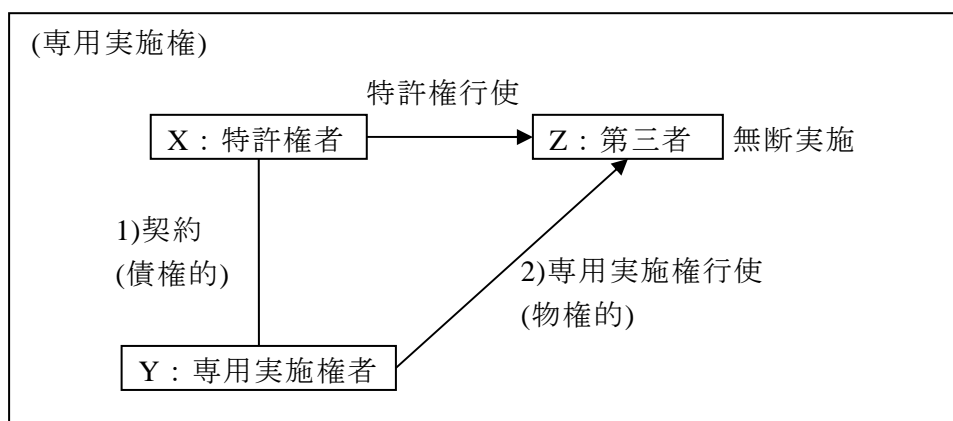 (専用実施権)
特許権行使
X：特許権者
Z：第三者
無断実施
1)契約
(債権的)
2)専用実施権行使
(物権的)
Y：専用実施権者